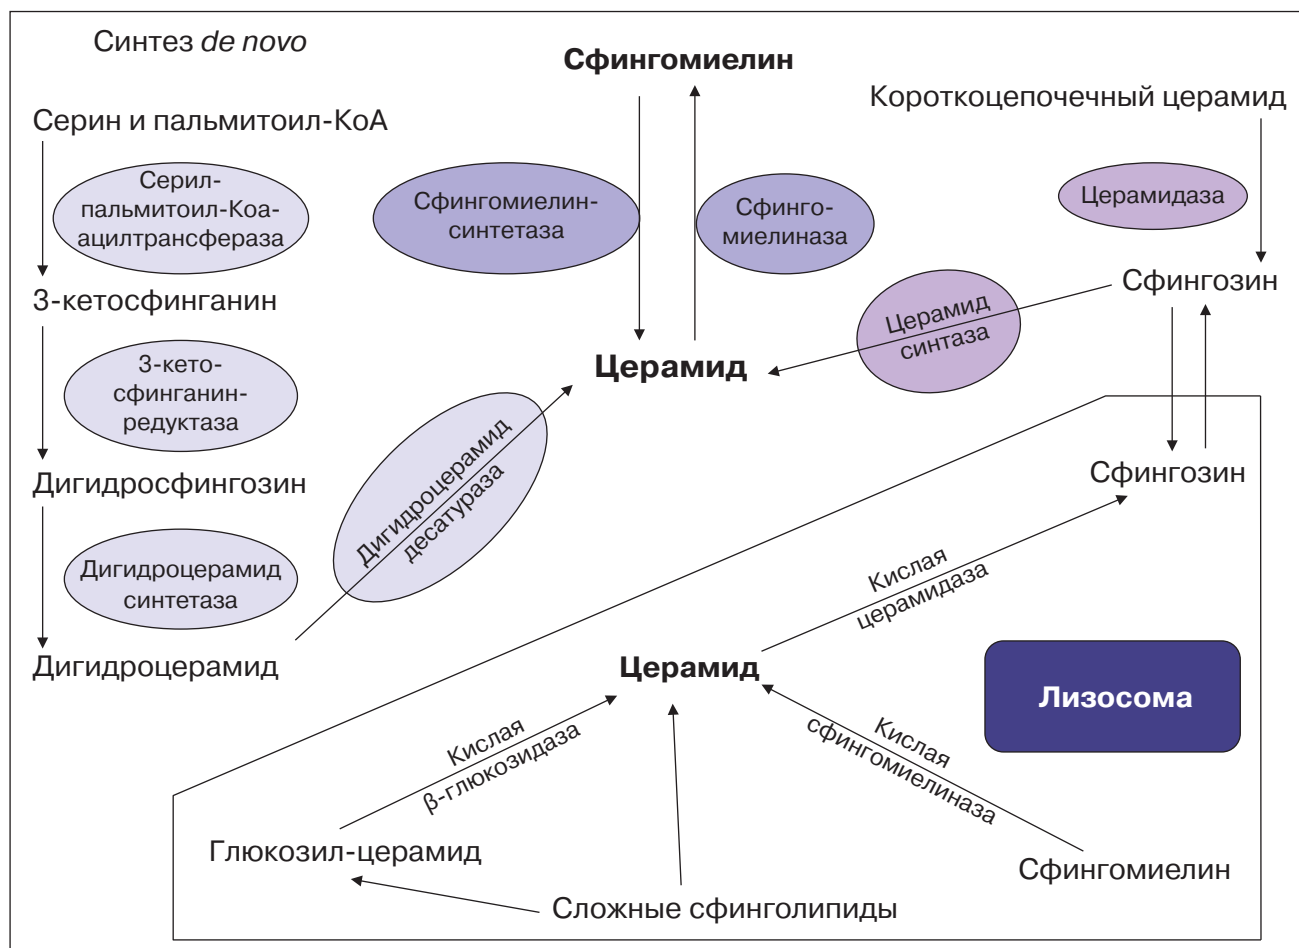 Синтез de novo
Сфингомиелин
Короткоцепочечный церамид
Серин и пальмитоил-КоА
Серил-
пальмитоил-Коа-
ацилтрансфераза
Сфингомиелин-
синтетаза
Сфинго-
миелиназа
Церамидаза
3-кетосфинганин
Сфингозин
Церамид
синтаза
Церамид
3-кето-
сфинганин-
редуктаза
Дигидросфингозин
Дигидроцерамид
десатураза
Сфингозин
Дигидроцерамид
синтетаза
Кислая
церамидаза
Дигидроцерамид
Церамид
Лизосома
Кислая
β-глюкозидаза
Кислая
сфингомиелиназа
Глюкозил-церамид
Сфингомиелин
Сложные сфинголипиды